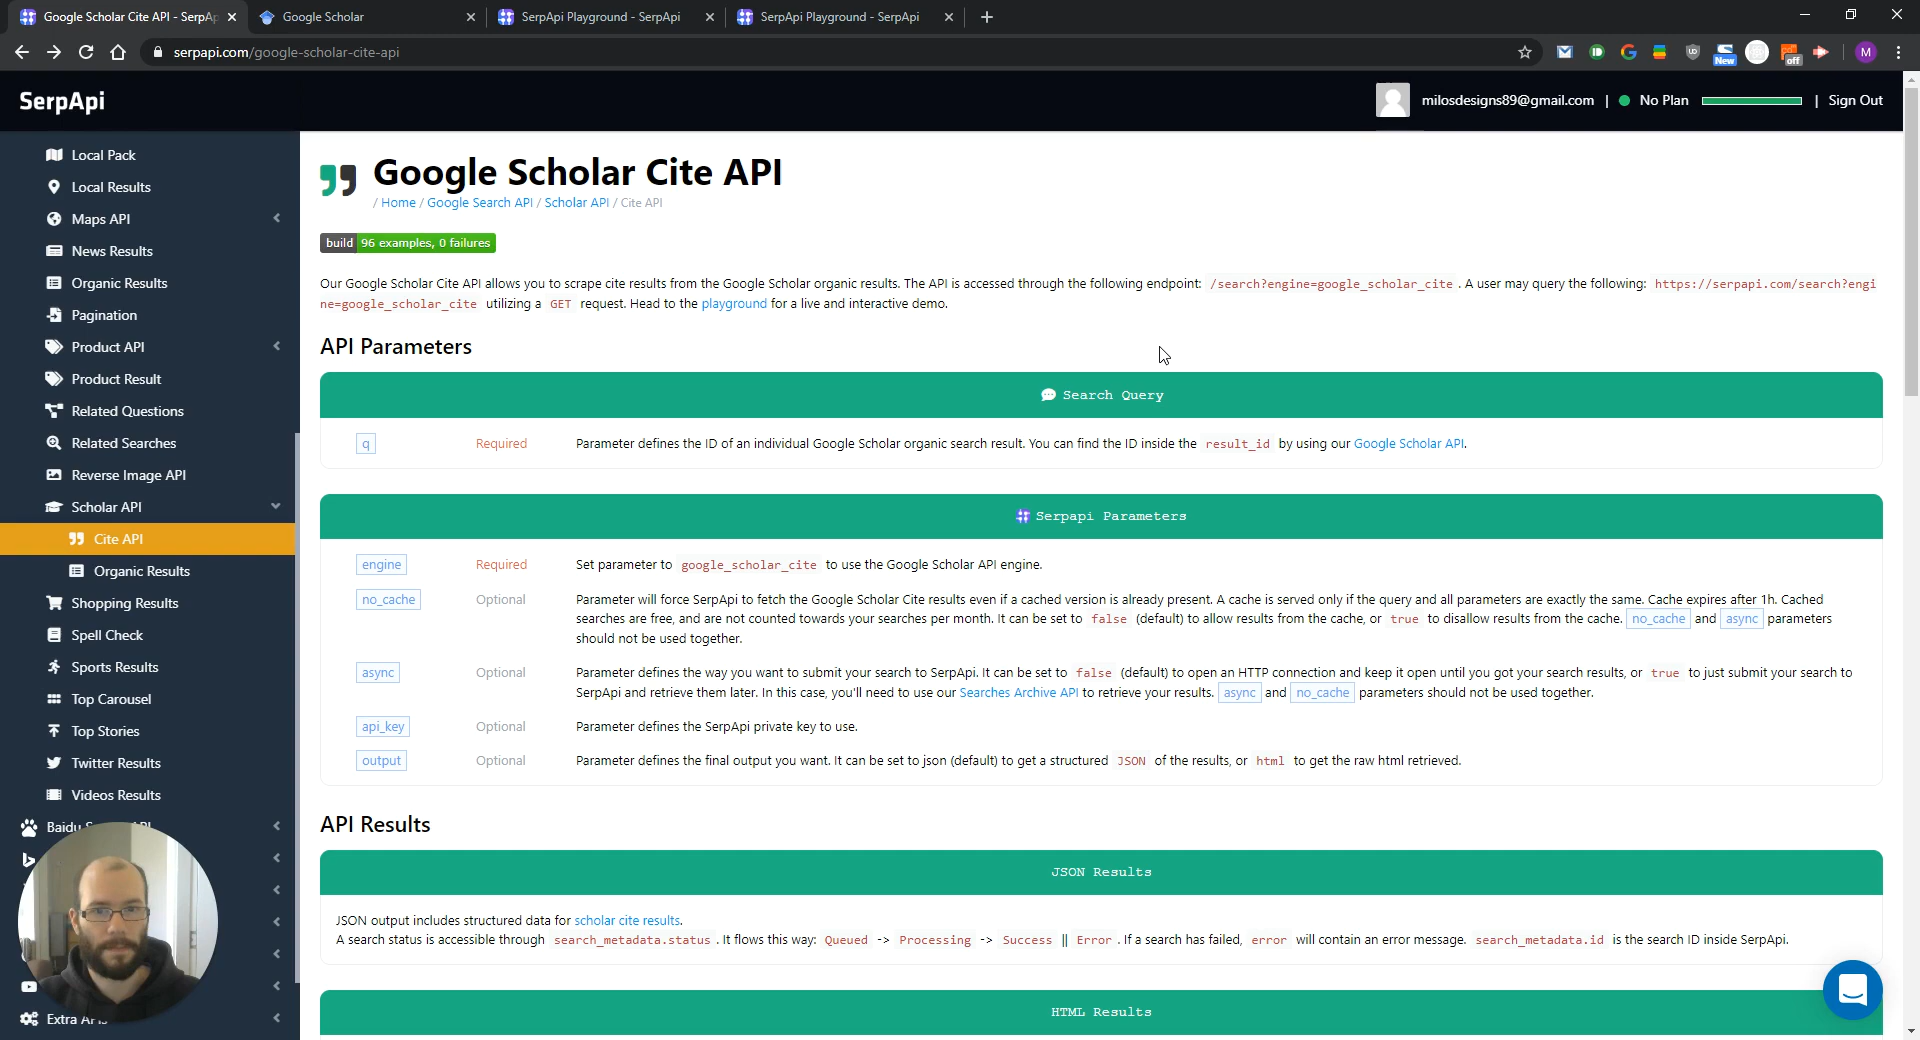 Google Scholar Cite API - SerpAp
Google Scholar
SerpApi Playground - SerpApi
SerpApi Playground - SerpApi
serpapi.com/google-scholar-cite-api
New
off
M
SerpApi
milosdesigns89@gmail.com | No Plan | Sign Out
Local Pack
Local Results
Maps API
News Results
Organic Results
Pagination
Product API
Product Result
Related Questions
Related Searches
Reverse Image API
Scholar API
Cite API
Organic Results
Shopping Results
Spell Check
Sports Results
Top Carousel
Top Stories
Twitter Results
Videos Results
Baidu
Extra
Google Scholar Cite API
/ Home / Google Search API / Scholar API / Cite API
build 96 examples, 0 failures
Our Google Scholar Cite API allows you to scrape cite results from the Google Scholar organic results. The API is accessed through the following endpoint: /search?engine=google_scholar_cite . A user may query the following: https://serpapi.com/search?engi
ne=google_scholar_cite utilizing a GET request. Head to the playground for a live and interactive demo.
API Parameters
Search Query
q Required Parameter defines the ID of an individual Google Scholar organic search result. You can find the ID inside the result_id by using our Google Scholar API.
Serpapi Parameters
engine Required Set parameter to google_scholar_cite to use the Google Scholar API engine.
no_cache Optional Parameter will force SerpApi to fetch the Google Scholar Cite results even if a cached version is already present. A cache is served only if the query and all parameters are exactly the same. Cache expires after 1h. Cached
searches are free, and are not counted towards your searches per month. It can be set to false (default) to allow results from the cache, or true to disallow results from the cache. no_cache and async parameters
should not be used together.
async Optional Parameter defines the way you want to submit your search to SerpApi. It can be set to false (default) to open an HTTP connection and keep it open until you got your search results, or true to just submit your search to
SerpApi and retrieve them later. In this case, you'll need to use our Searches Archive API to retrieve your results. async and no_cache parameters should not be used together.
api_key Optional Parameter defines the SerpApi private key to use.
output Optional Parameter defines the final output you want. It can be set to json (default) to get a structured JSON of the results, or html to get the raw html retrieved.
API Results
JSON Results
JSON output includes structured data for scholar cite results.
A search status is accessible through search_metadata.status . It flows this way: Queued -> Processing -> Success || Error . If a search has failed, error will contain an error message. search_metadata.id is the search ID inside SerpApi.
HTML Results